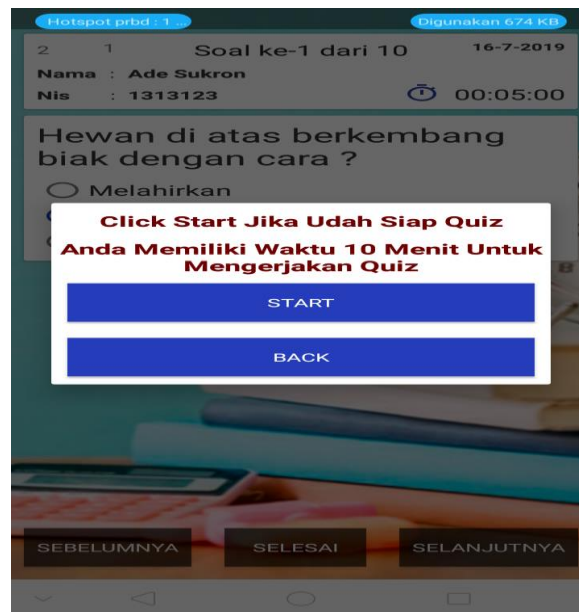 Hotspot prbd : 1 ...
Digunakan 674 KB
2 1 Soal ke-1 dari 10 16-7-2019
Nama : Ade Sukron
Nis : 1313123 00:05:00
Hewan di atas berkembang
biak dengan cara ?
Melahirkan
Click Start Jika Udah Siap Quiz
Anda Memiliki Waktu 10 Menit Untuk
Mengerjakan Quiz
START
BACK
SEBELUMNYA SELESAI SELANJUTNYA